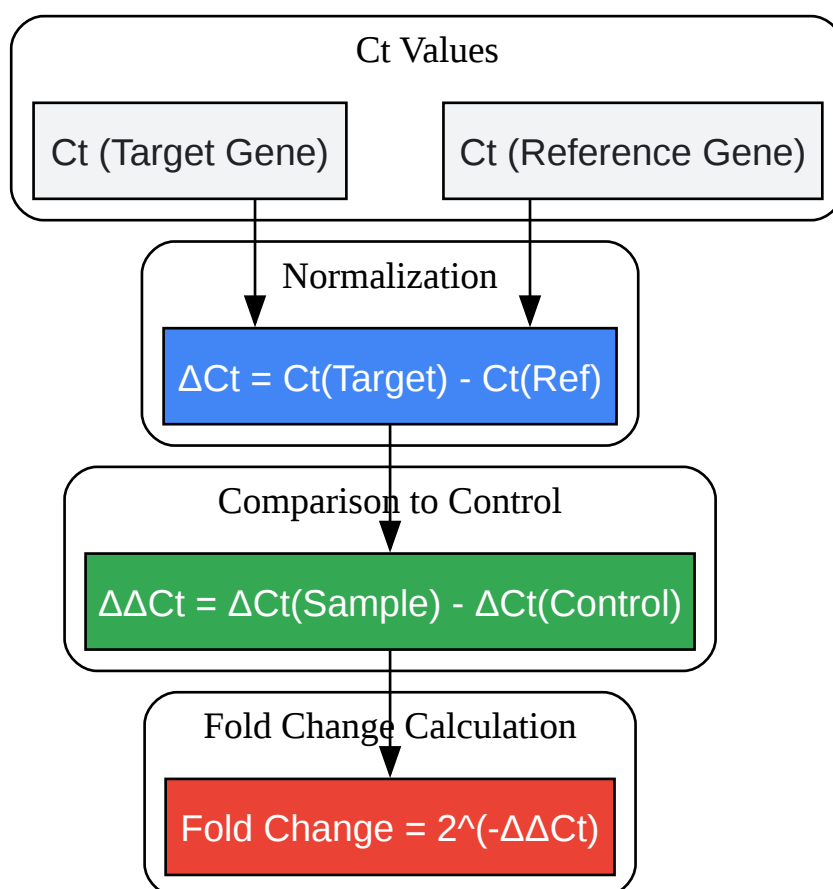 Ct Values
Ct (Target Gene)
Ct (Reference Gene)
Normalization
ΔCt = Ct(Target) - Ct(Ref)
Comparison to Control
ΔΔCt = ΔCt(Sample) - ΔCt(Control)
Fold Change Calculation
Fold Change = 2^(-ΔΔCt)